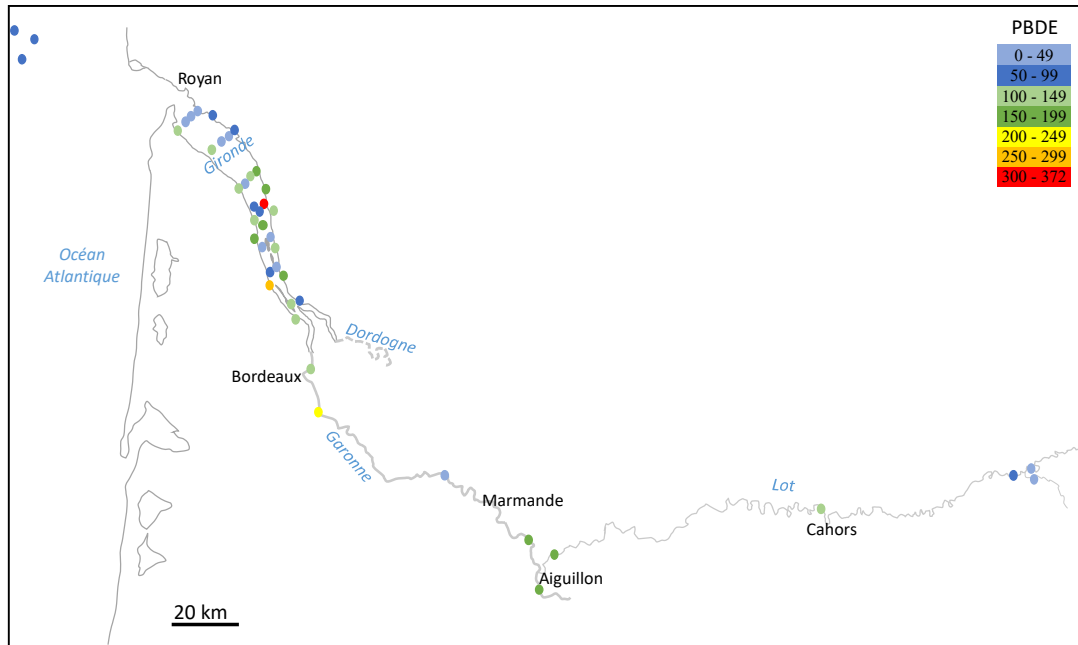 PBDE
0 - 49
50 - 99
100 - 149
150 - 199
200 - 249
250 - 299
300 - 372
Royan
Gironde
Océan
Atlantique
Dordogne
Bordeaux
Garonne
Marmande
Lot
Cahors
Aiguillon
20 km